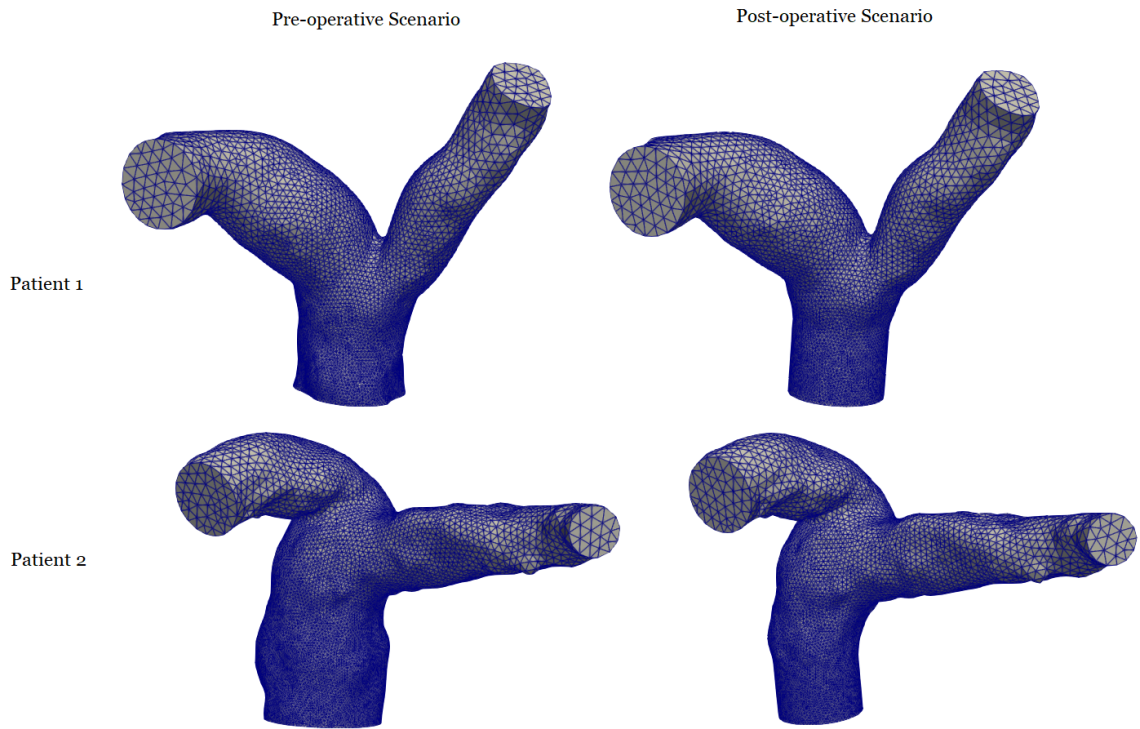 Pre-operative Scenario
Post-operative Scenario
Patient 1
Patient 2